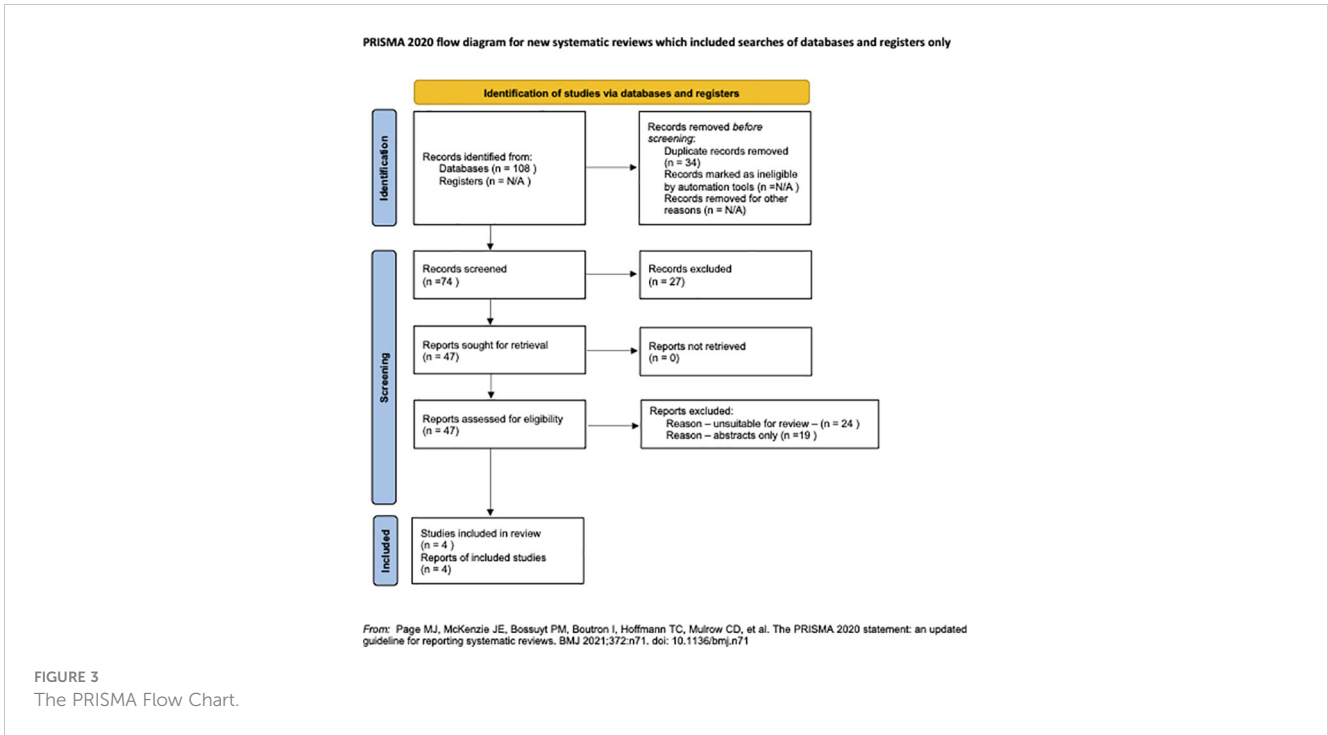 PRISMA 2020 flow diagram for new systematic reviews which included searches of databases and registers only
Identification of studies via databases and registers
Identification
Records identified from:
Databases (n = 108 )
Registers (n = N/A )
Records removed before
screening:
Duplicate records removed
(n = 34)
Records marked as ineligible
by automation tools (n =N/A )
Records removed for other
reasons (n = N/A)
Screening
Records screened
(n =74 )
Records excluded
(n = 27)
Reports sought for retrieval
(n = 47)
Reports not retrieved
(n = 0)
Reports assessed for eligibility
(n = 47)
Reports excluded:
Reason – unsuitable for review – (n = 24 )
Reason – abstracts only (n =19 )
Included
Studies included in review
(n = 4 )
Reports of included studies
(n = 4)
From: Page MJ, McKenzie JE, Bossuyt PM, Boutron I, Hoffmann TC, Mulrow CD, et al. The PRISMA 2020 statement: an updated
guideline for reporting systematic reviews. BMJ 2021;372:n71. doi: 10.1136/bmj.n71
FIGURE 3
The PRISMA Flow Chart.